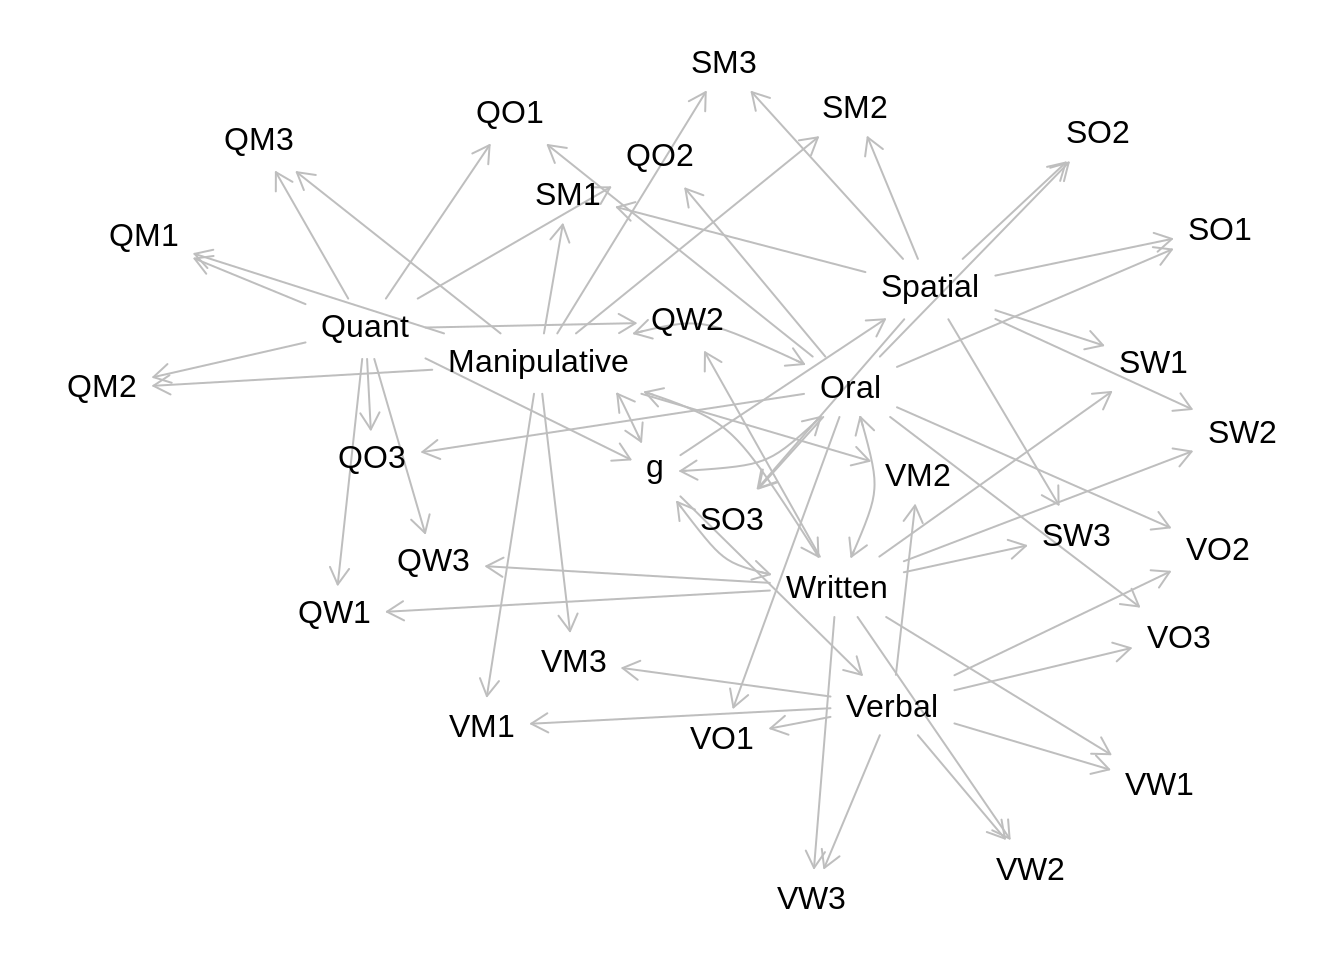 SM3
SM2
QO1
SO2
QM3
QO2
SM1
SO1
QM1
Spatial
QW2
Quant
Manipulative
SW1
QM2
Oral
SW2
QO3
g
VM2
SO3
SW3
VO2
QW3
Written
QW1
VO3
VM3
Verbal
VM1
VO1
VW1
VW2
VW3